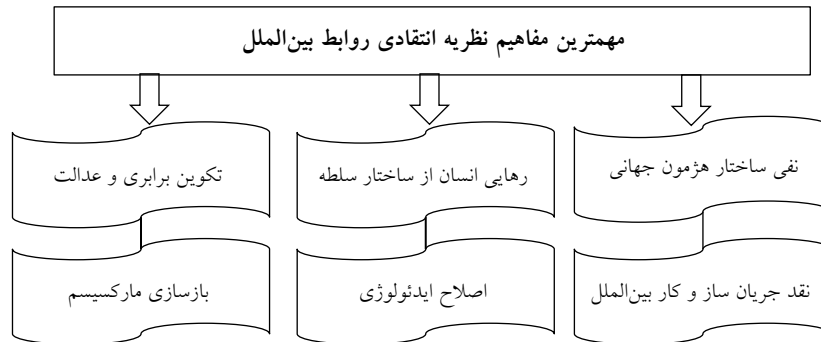 مهمترین مفاهیم نظریه انتقادی روابط بین‌الملل
نفی ساختار هژمون جهانی
رهایی انسان از ساختار سلطه
تکوین برابری و عدالت
نقد جریان ساز و کار بین‌الملل
اصلاح ایدئولوژی
بازسازی مارکسیسم